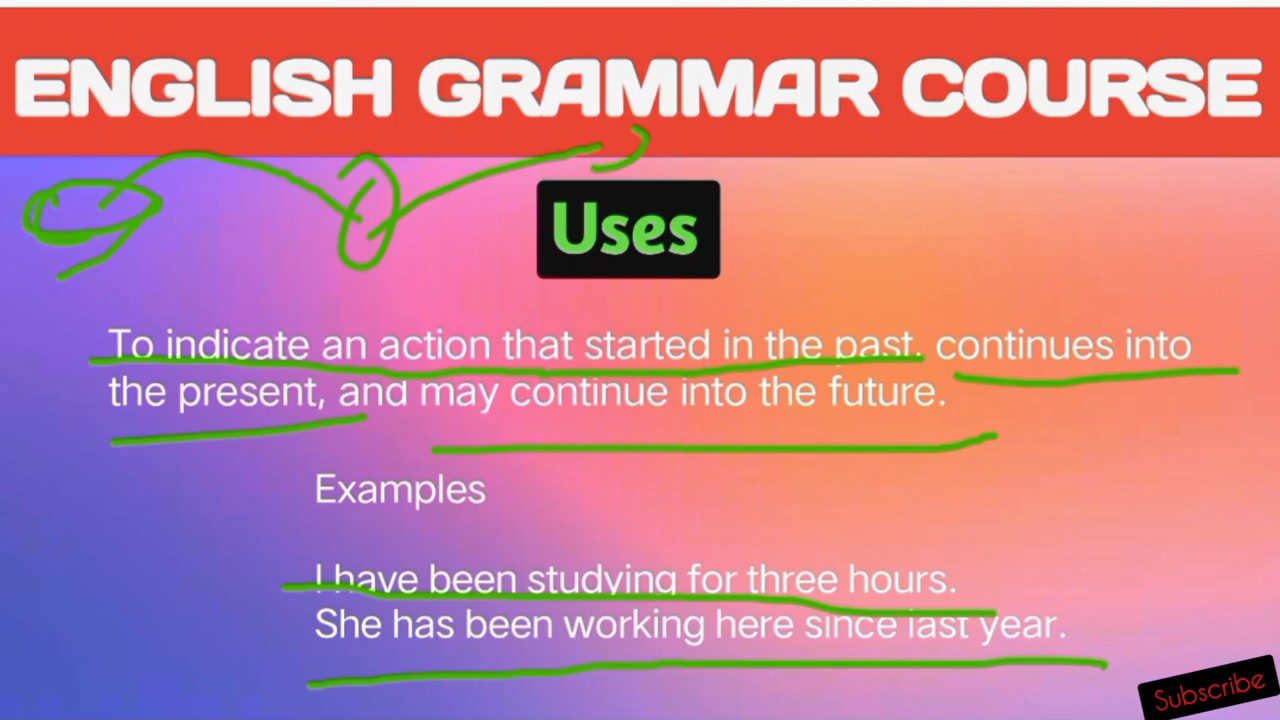 ENGLISH GRAMMAR COURSE
Uses
To indicate an action that started in the past, continues into
the present, and may continue into the future.
Examples
I have been studying for three hours.
She has been working here since last year.
Subscribe